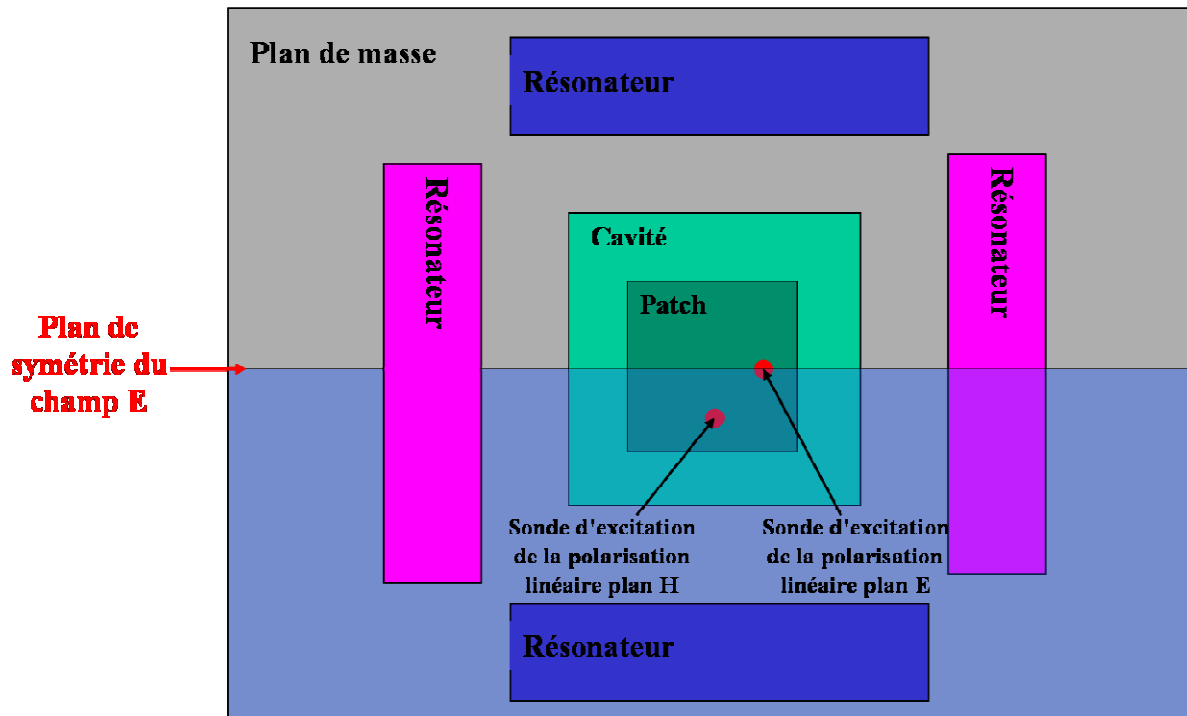 Plan de masse
Résonateur
Résonateur
Résonateur
Cavité
Patch
Plan de
symétrie du
champ E
Sonde d'excitation
de la polarisation
linéaire plan H
Sonde d'excitation
de la polarisation
linéaire plan E
Résonateur